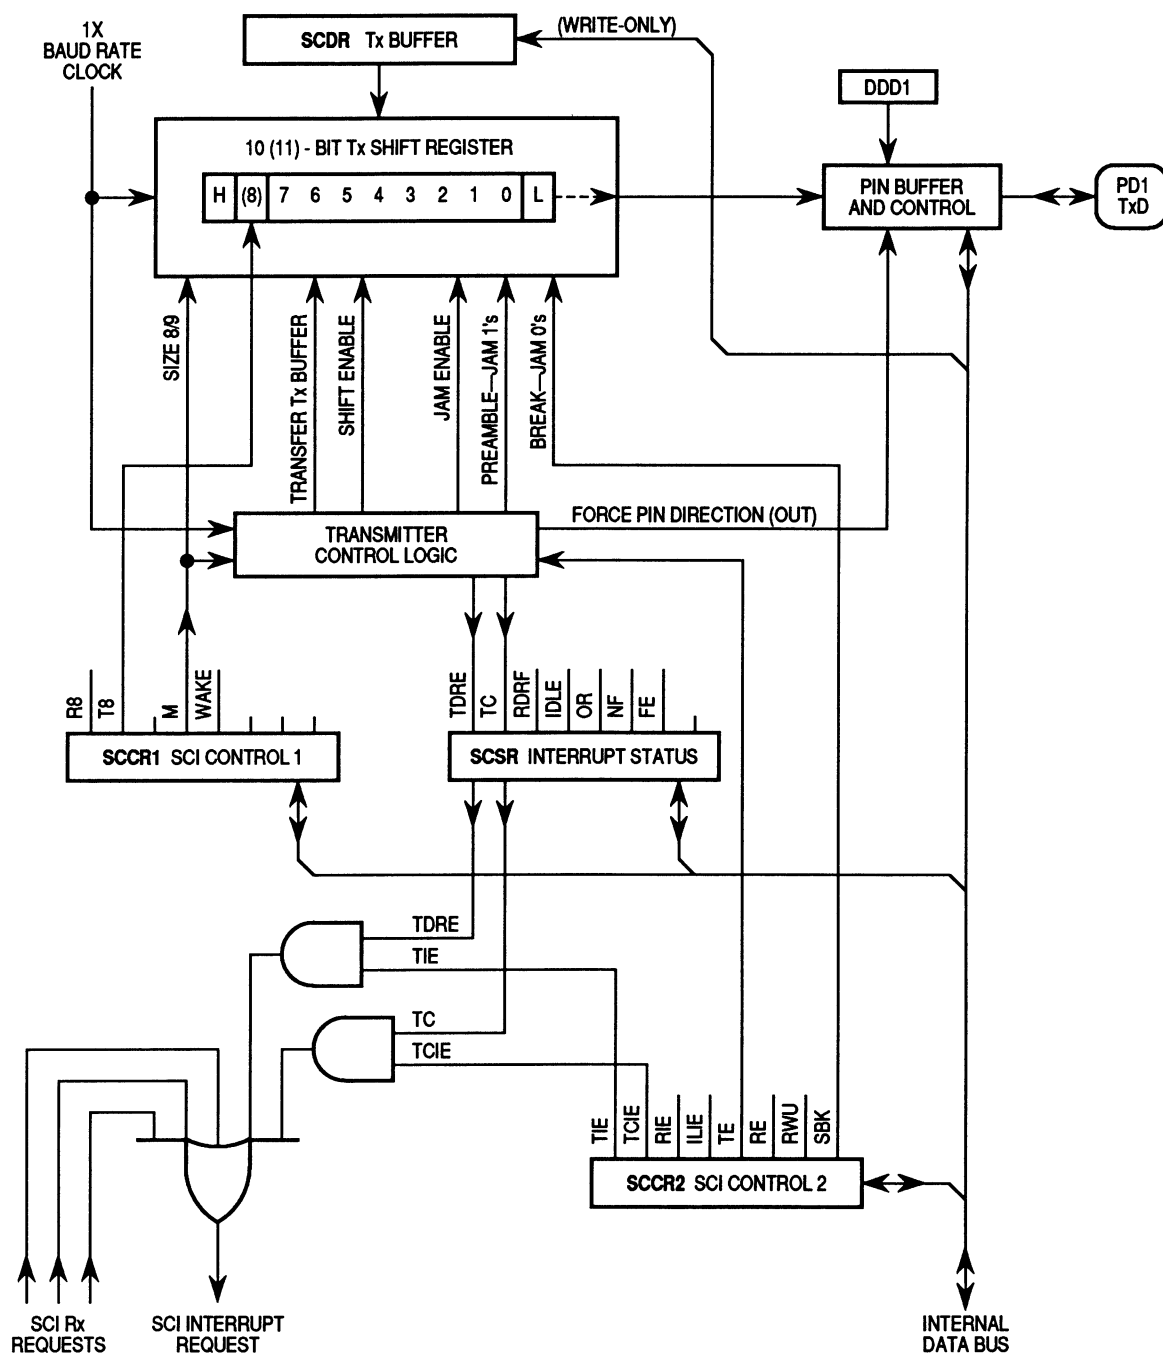 1X
BAUD RATE
CLOCK
SCDR Tx BUFFER
(WRITE-ONLY)
DDD1
10 (11) - BIT Tx SHIFT REGISTER
H (8) 7 6 5 4 3 2 1 0 L
PIN BUFFER
AND CONTROL
PD1
TxD
SIZE 8/9
TRANSFER Tx BUFFER
SHIFT ENABLE
JAM ENABLE
PREAMBLE—JAM 1's
BREAK—JAM 0's
TRANSMITTER
CONTROL LOGIC
FORCE PIN DIRECTION (OUT)
R8
T8
M
WAKE
TDRE
TC
RDRF
IDLE
OR
NF
FE
SCCR1 SCI CONTROL 1
SCSR INTERRUPT STATUS
TDRE
TIE
TC
TCIE
TIE
TCIE
RIE
ILIE
TE
RE
RWU
SBK
SCCR2 SCI CONTROL 2
SCI Rx
REQUESTS
SCI INTERRUPT
REQUEST
INTERNAL
DATA BUS